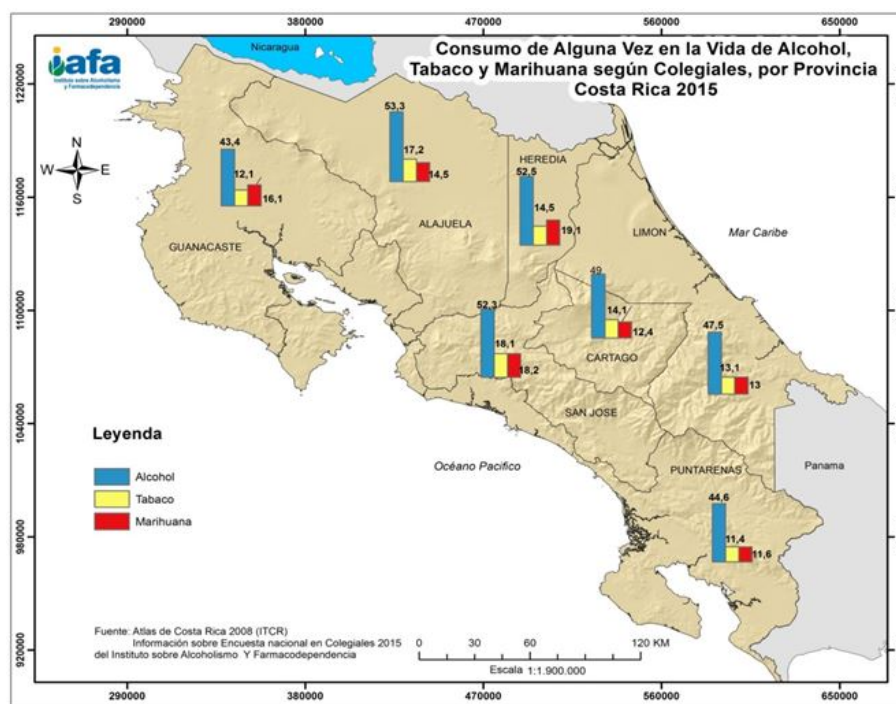 290000 380000 470000 560000 650000
iafa
Instituto sobre Alcoholismo
y Farmacodependencia
Nicaragua
Consumo de Alguna Vez en la Vida de Alcohol,
Tabaco y Marihuana según Colegiales, por Provincia
Costa Rica 2015
1220000
1160000
1100000
1040000
980000
920000
N
W E
S
43,4
12,1
16,1
GUANACASTE
53,3
17,2
14,5
ALAJUELA
HEREDIA
52,5
14,5
19,1
LIMON
Mar Caribe
49
14,1
12,4
CARTAGO
52,3
18,1
18,2
SAN JOSE
47,5
13,1
13
PUNTARENAS
Panama
44,6
11,4
11,6
Océano Pacifico
Leyenda
Alcohol
Tabaco
Marihuana
Fuente: Atlas de Costa Rica 2008 (ITCR)
Información sobre Encuesta nacional en Colegiales 2015
del Instituto sobre Alcoholismo Y Farmacodependencia
0 30 60 120 KM
Escala 1:1.900.000
1220000
1160000
1100000
1040000
980000
920000
290000 380000 470000 560000 650000